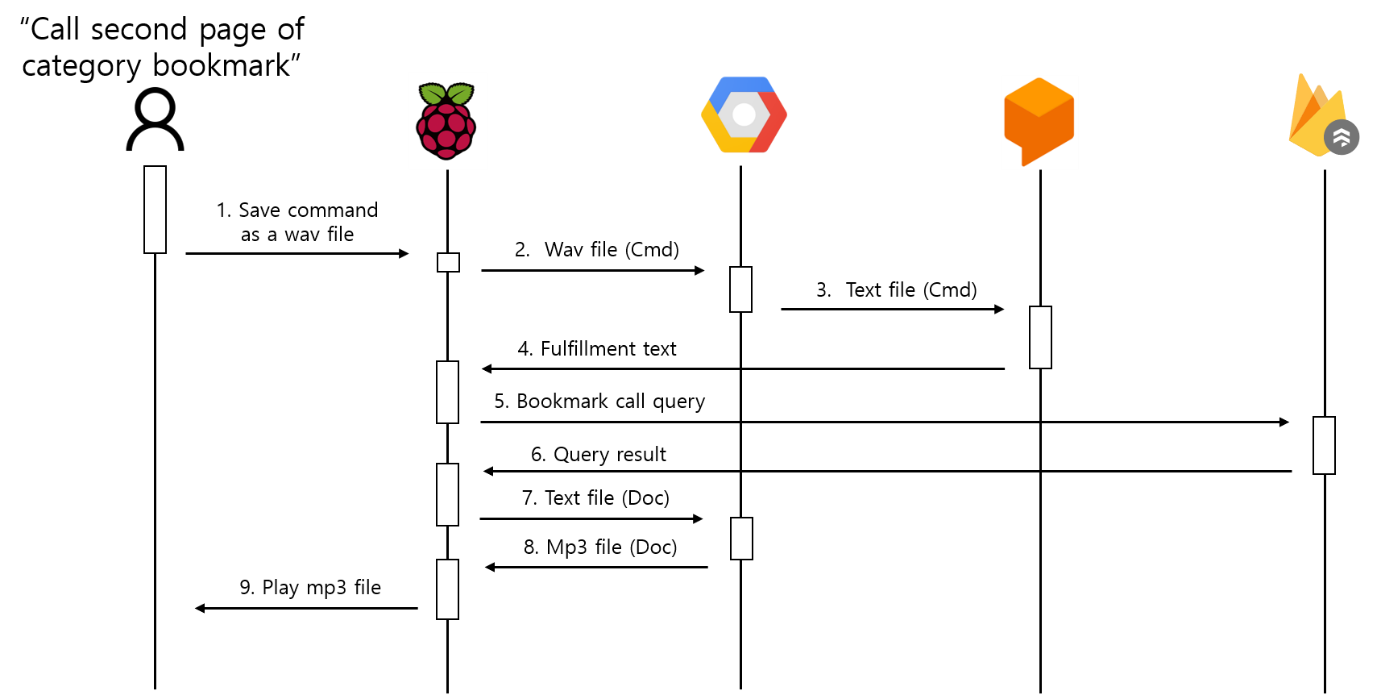 “Call second page of
category bookmark”
1. Save command
as a wav file
2. Wav file (Cmd)
3. Text file (Cmd)
4. Fulfillment text
5. Bookmark call query
6. Query result
7. Text file (Doc)
8. Mp3 file (Doc)
9. Play mp3 file